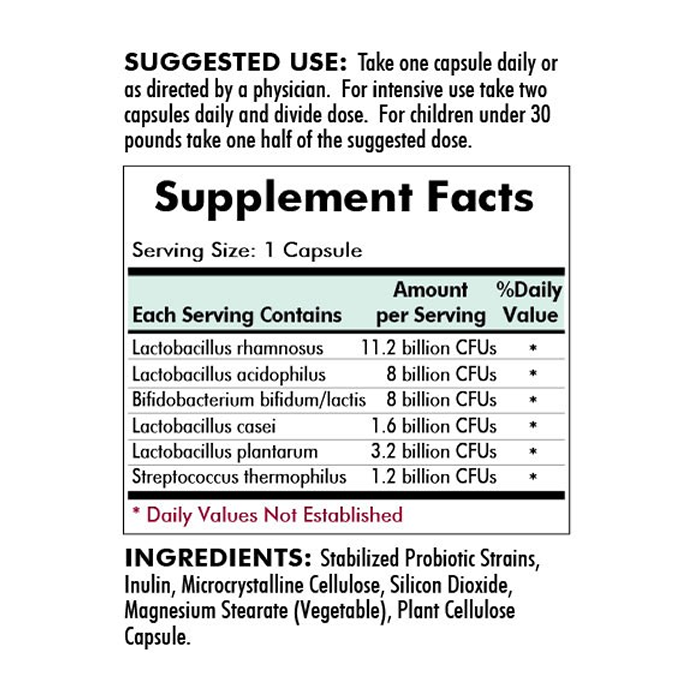 SUGGESTED USE: Take one capsule daily or
as directed by a physician. For intensive use take two
capsules daily and divide dose. For children under 30
pounds take one half of the suggested dose.
Supplement Facts
Serving Size: 1 Capsule
Each Serving Contains Amount per Serving %Daily Value
Lactobacillus rhamnosus 11.2 billion CFUs *
Lactobacillus acidophilus 8 billion CFUs *
Bifidobacterium bifidum/lactis 8 billion CFUs *
Lactobacillus casei 1.6 billion CFUs *
Lactobacillus plantarum 3.2 billion CFUs *
Streptococcus thermophilus 1.2 billion CFUs *
* Daily Values Not Established
INGREDIENTS: Stabilized Probiotic Strains,
Inulin, Microcrystalline Cellulose, Silicon Dioxide,
Magnesium Stearate (Vegetable), Plant Cellulose
Capsule.